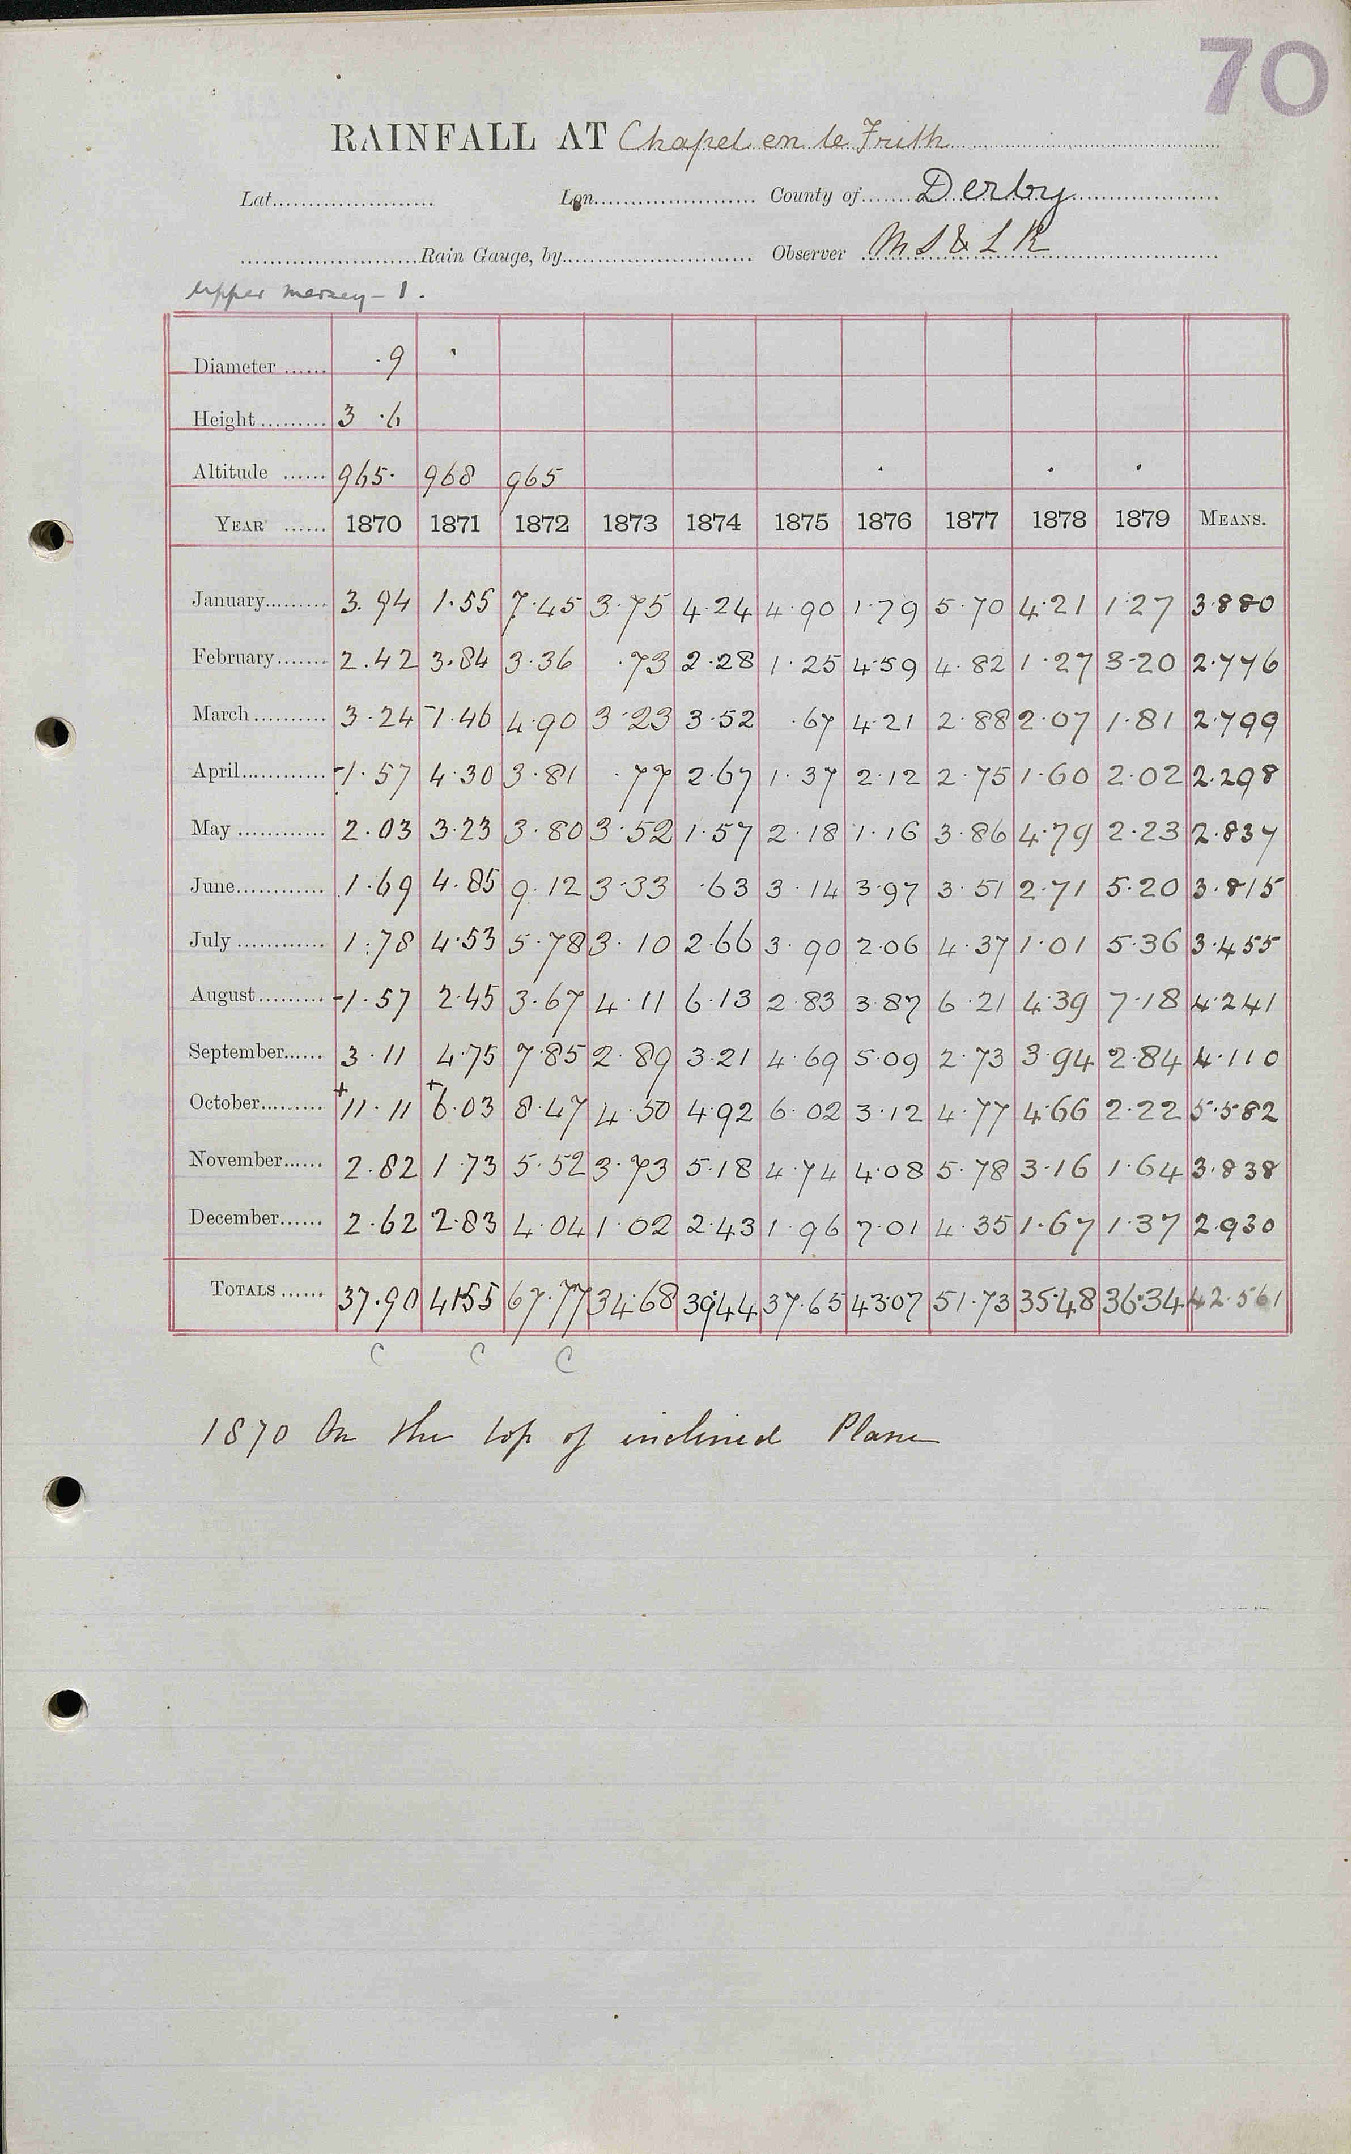 70
RAINFALL AT Chapel en le Frith
Lat. Lon. County of Derby
Rain Gauge, by Observer M S & L R
Upper Mersey - 1.
Diameter ·9
Height 3 ·6
Altitude 965· 968 965
YEAR 1870 1871 1872 1873 1874 1875 1876 1877 1878 1879 MEANS.
January 3.94 1.55 7.45 3.75 4.24 4.90 1.79 5.70 4.21 1.27 3.880
February 2.42 3.84 3.36 .73 2.28 1.25 4.59 4.82 1.27 3.20 2.776
March 3.24 -1.46 4.90 3.23 3.52 .67 4.21 2.88 2.07 1.81 2.799
April -1.57 4.30 3.81 .77 2.67 1.37 2.12 2.75 1.60 2.02 2.298
May 2.03 3.23 3.80 3.52 1.57 2.18 1.16 3.86 4.79 2.23 2.837
June 1.69 4.85 9.12 3.33 .63 3.14 3.97 3.51 2.71 5.20 3.815
July 1.78 4.53 5.78 3.10 2.66 3.90 2.06 4.37 1.01 5.36 3.455
August -1.57 2.45 3.67 4.11 6.13 2.83 3.87 6.21 4.39 7.18 4.241
September 3.11 4.75 7.85 2.89 3.21 4.69 5.09 2.73 3.94 2.84 4.110
October +11.11 +6.03 8.47 4.50 4.92 6.02 3.12 4.77 4.66 2.22 5.582
November 2.82 1.73 5.52 3.73 5.18 4.74 4.08 5.78 3.16 1.64 3.838
December 2.62 2.83 4.04 1.02 2.43 1.96 7.01 4.35 1.67 1.37 2.930
TOTALS 37.90 41.55 67.77 34.68 39.44 37.65 43.07 51.73 35.48 36.34 42.561
C C C
1870 On the top of inclined Plane